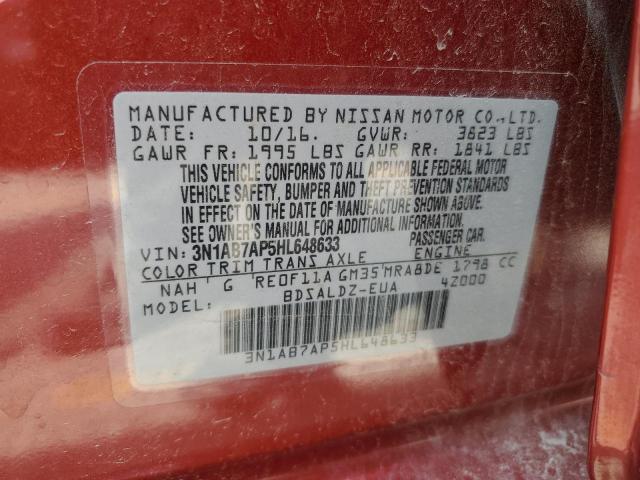 MANUFACTURED BY NISSAN MOTOR CO.,LTD.
DATE: 10/16. GVWR: 3823 LBS
GAWR FR: 1995 LBS GAWR RR: 1841 LBS
THIS VEHICLE CONFORMS TO ALL APPLICABLE FEDERAL MOTOR
VEHICLE SAFETY, BUMPER AND THEFT PREVENTION STANDARDS
IN EFFECT ON THE DATE OF MANUFACTURE SHOWN ABOVE.
SEE OWNER'S MANUAL FOR ADDITIONAL INFORMATION.
VIN: 3N1AB7AP5HL648633 PASSENGER CAR.
COLOR TRIM TRANS AXLE ENGINE
NAH G RE0F11A GM35 MRA8DE 1798 CC
MODEL: BDSALDZ-EUA 4Z000
3N1AB7AP5HL648633